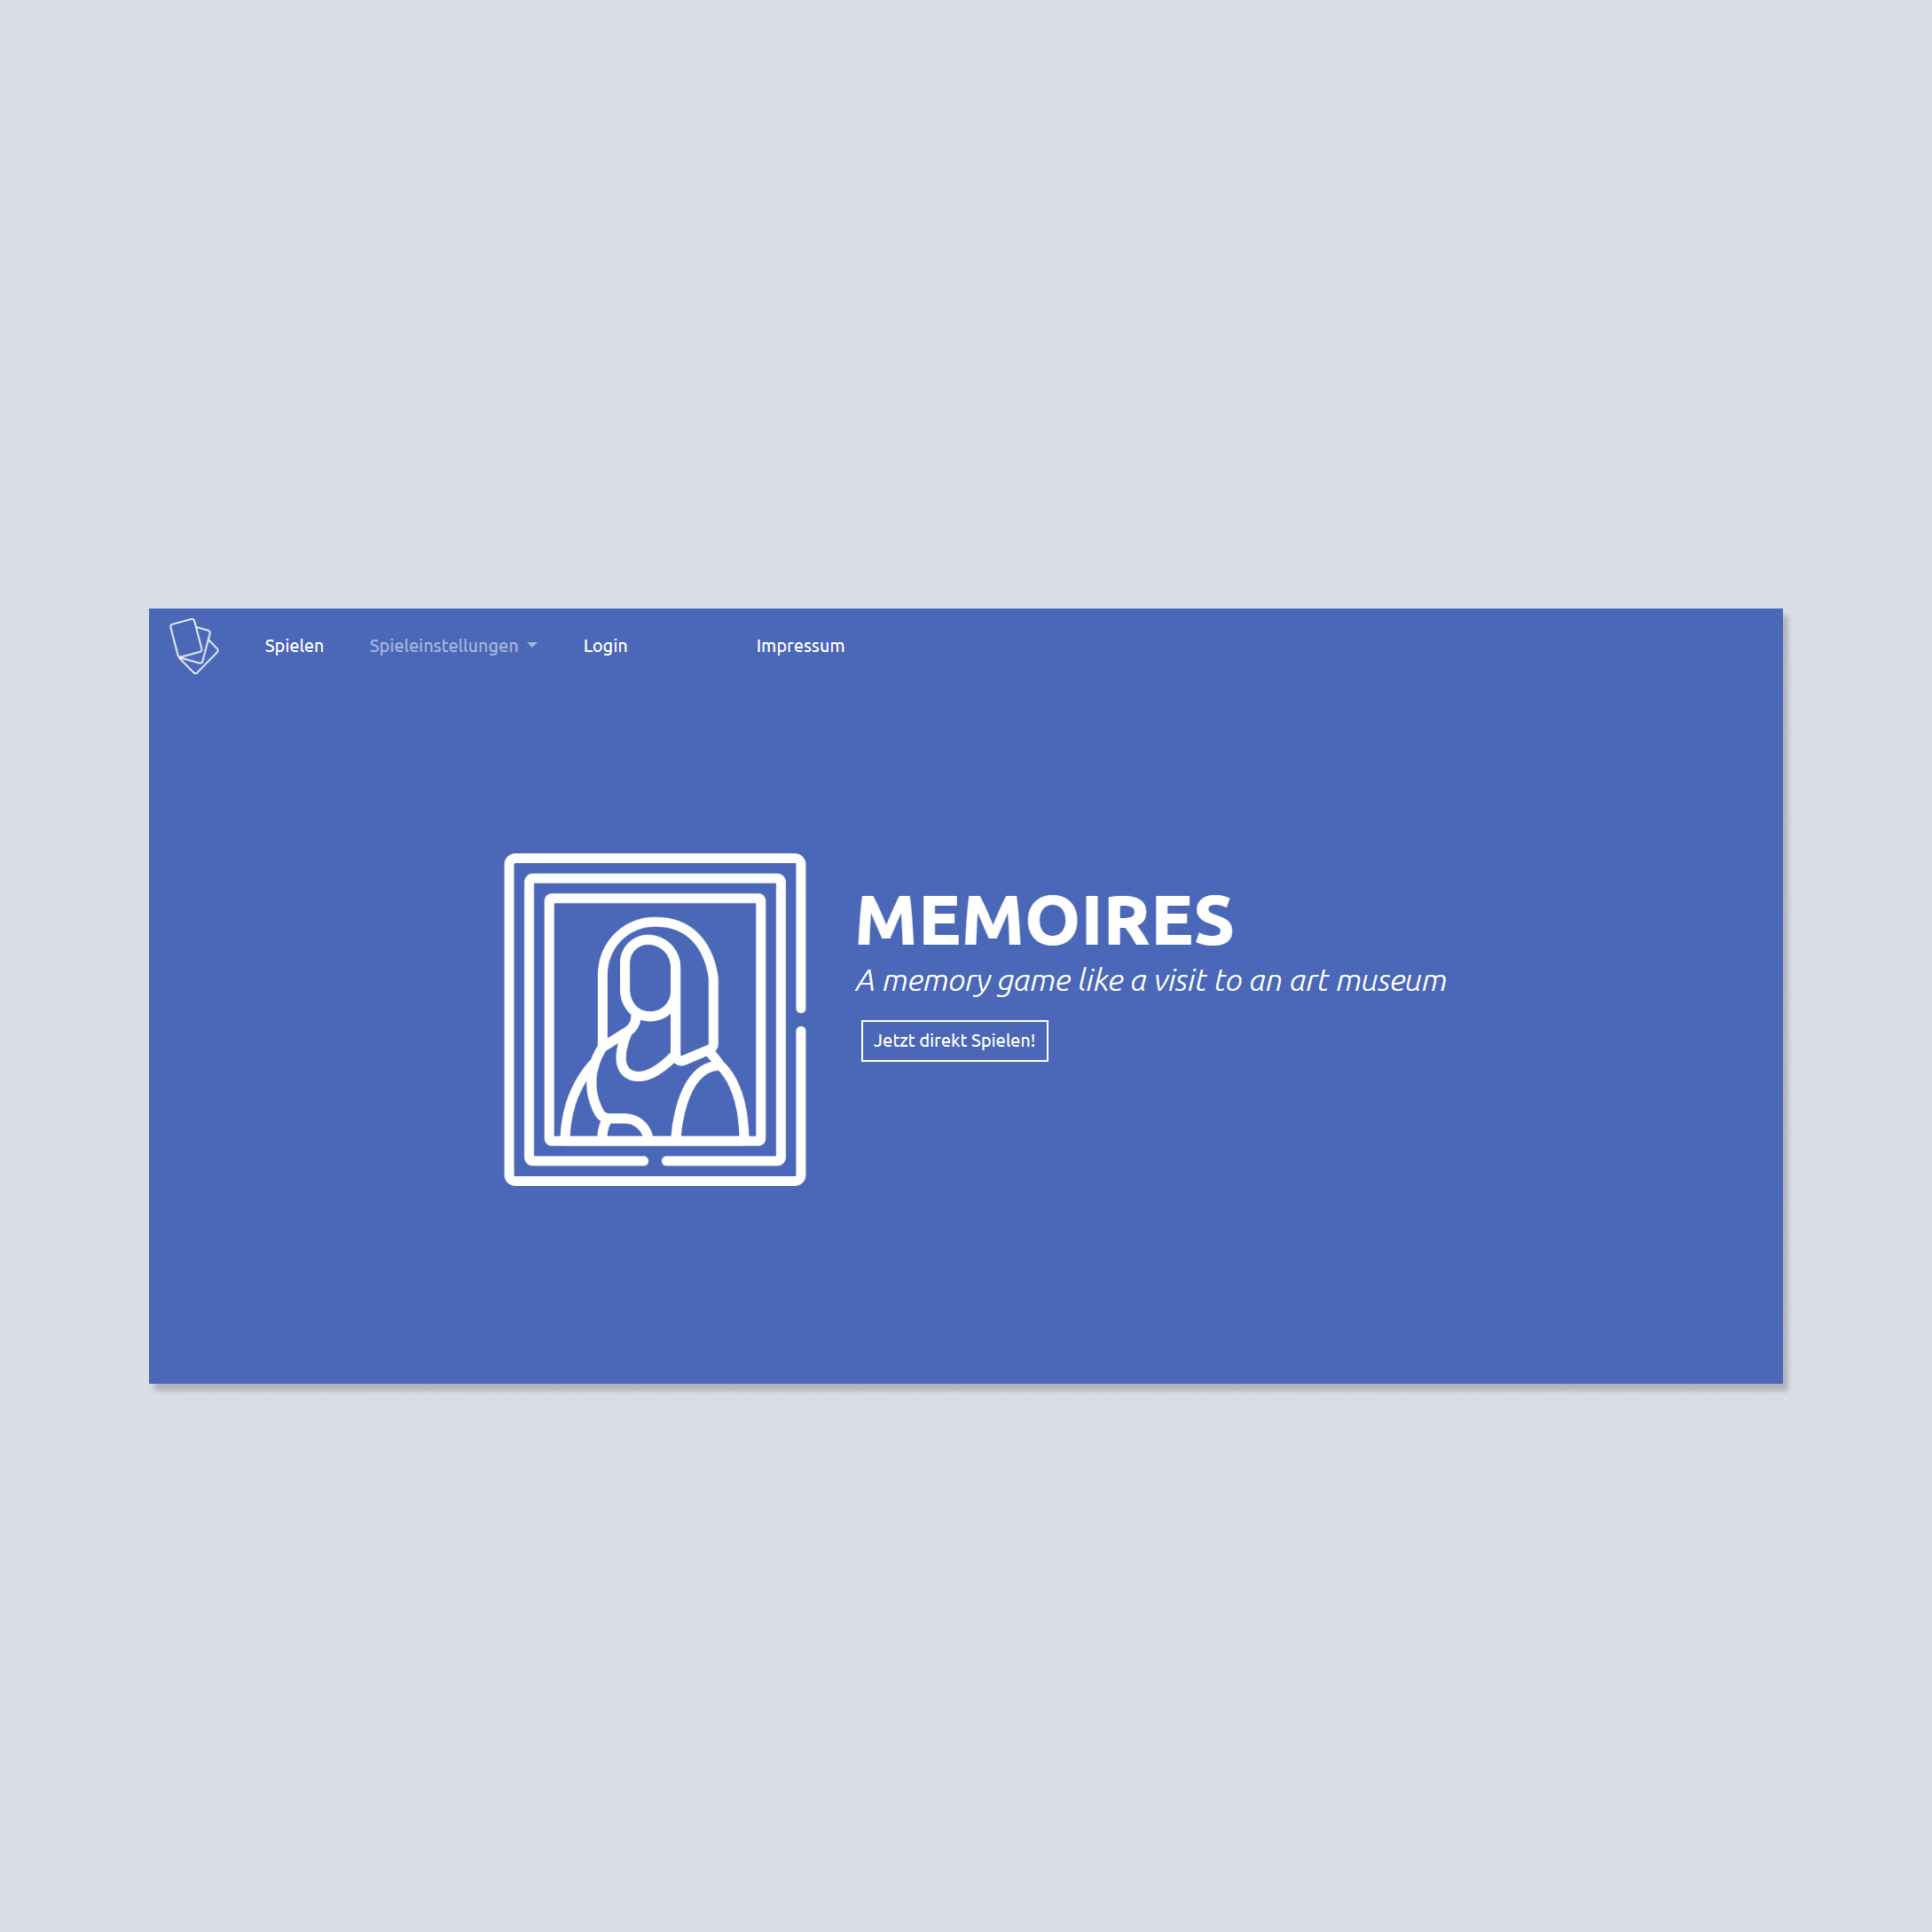 Spielen Spieleinstellungen Login Impressum
MEMOIRES
A memory game like a visit to an art museum
Jetzt direkt Spielen!